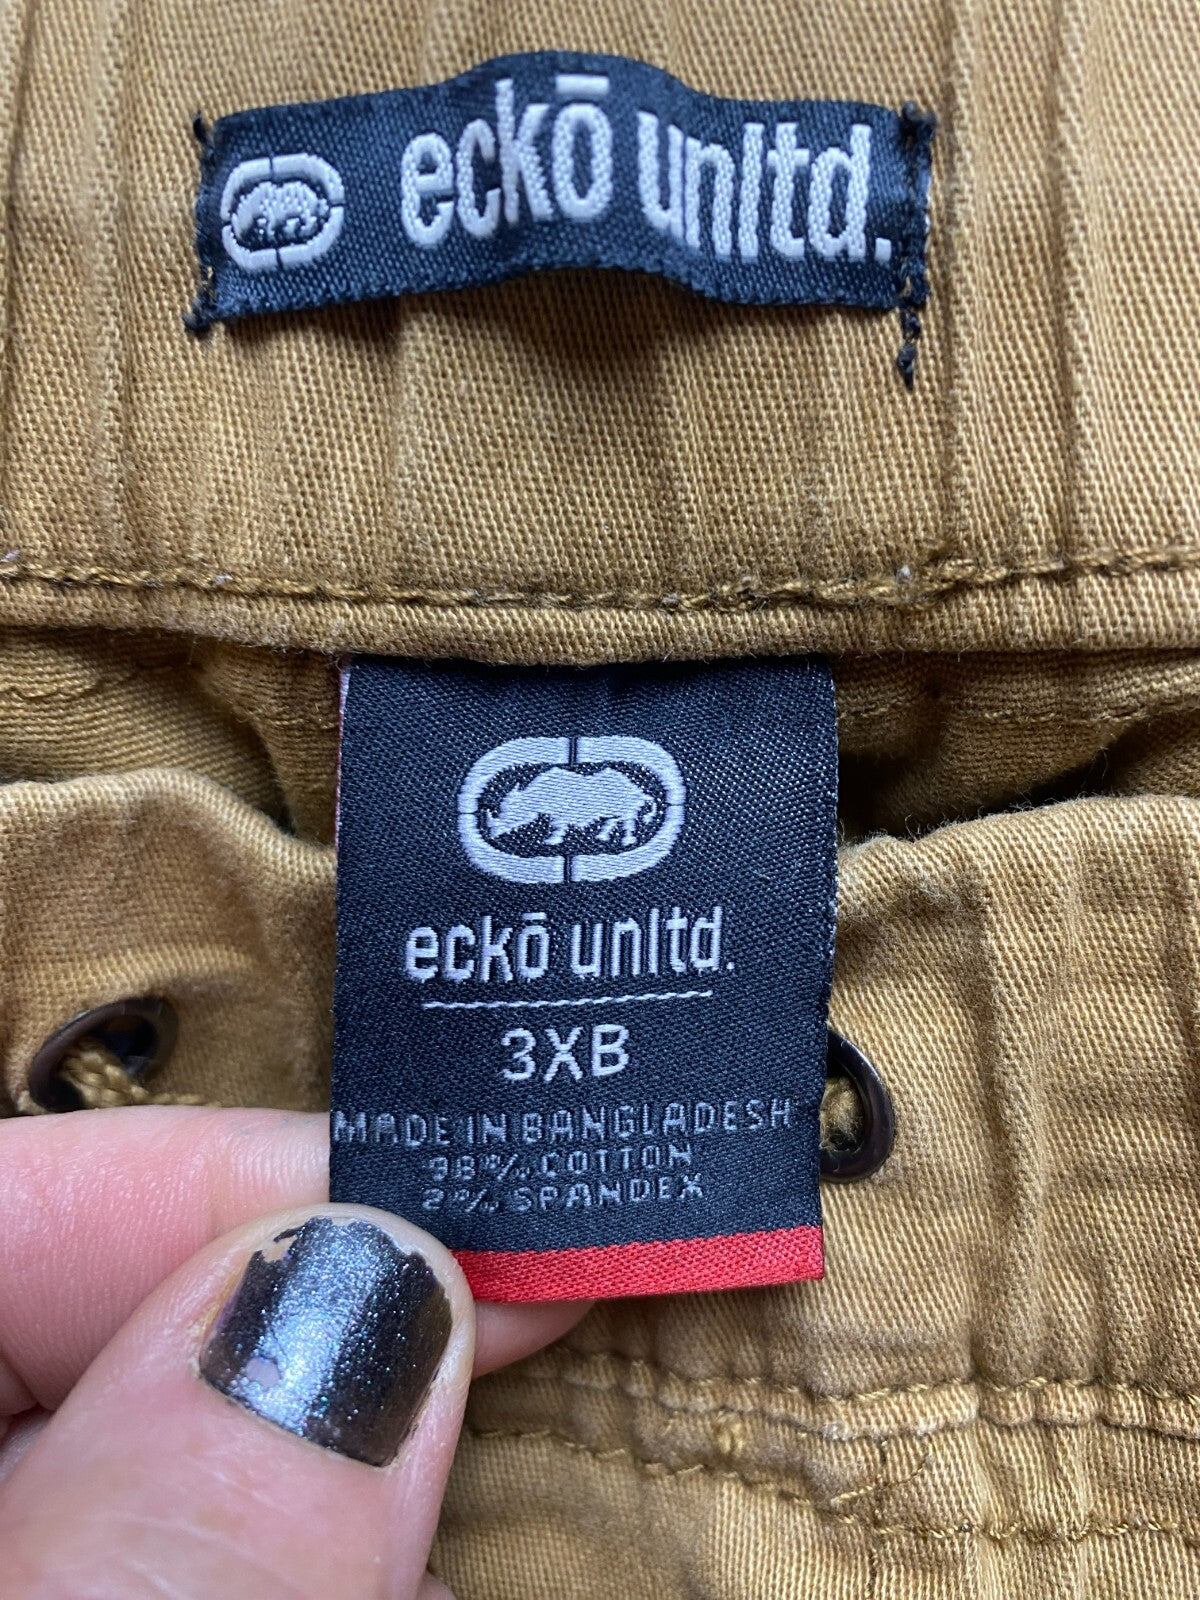 eckō unltd.
eckō unltd.
3XB
MADE IN BANGLADESH
98% COTTON
2% SPANDEX